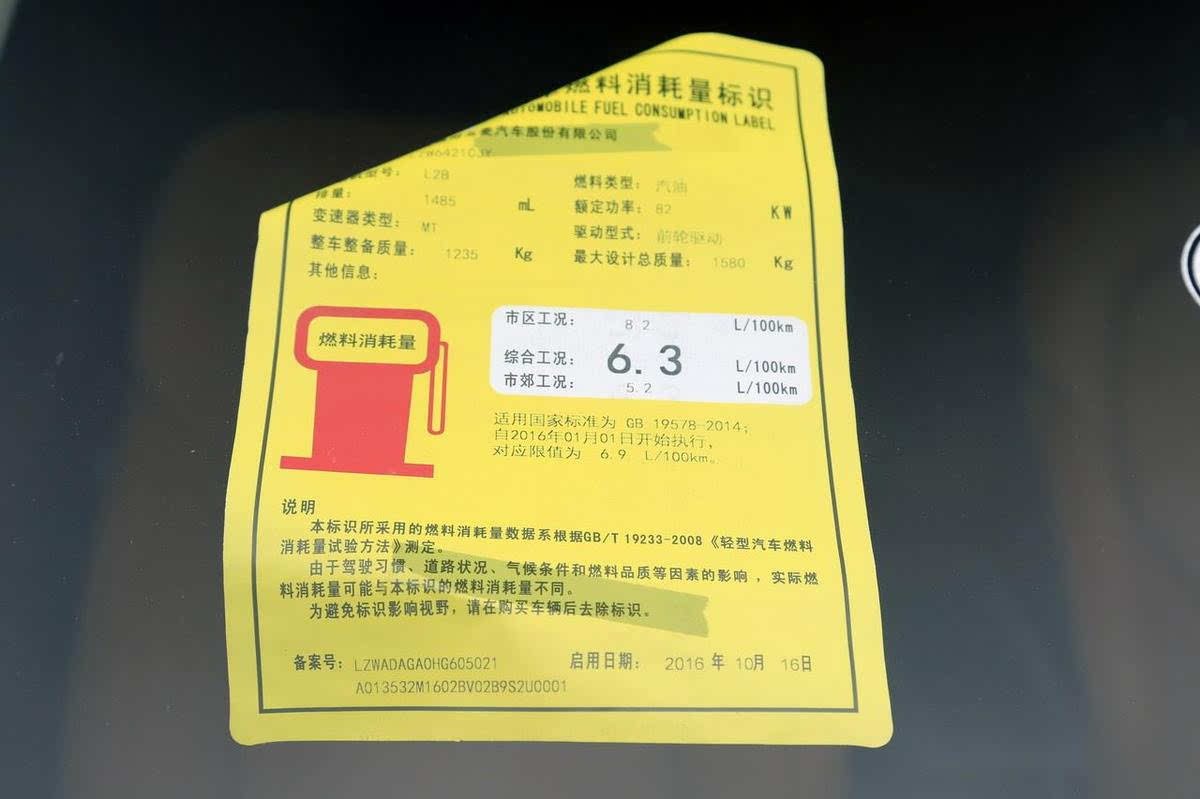 燃料消耗量标识
AUTOMOBILE FUEL CONSUMPTION LABEL
汽车股份有限公司
W6421C3Y
型号： L2B 燃料类型： 汽油
排量： 1485 mL 额定功率： 82 KW
变速器类型： MT 驱动型式： 前轮驱动
整车整备质量： 1235 Kg 最大设计总质量： 1580 Kg
其他信息：
燃料消耗量
市区工况： 8.2 L/100km
综合工况： 6.3 L/100km
市郊工况： 5.2 L/100km
适用国家标准为 GB 19578-2014；
自2016年01月01日开始执行，
对应限值为 6.9 L/100km。
说明
本标识所采用的燃料消耗量数据系根据GB/T 19233-2008《轻型汽车燃料
消耗量试验方法》测定。
由于驾驶习惯、道路状况、气候条件和燃料品质等因素的影响，实际燃
料消耗量可能与本标识的燃料消耗量不同。
为避免标识影响视野，请在购买车辆后去除标识。
备案号： LZWADAGA0HG605021 启用日期： 2016 年 10月 16日
A013532M1602BV02B9S2U0001